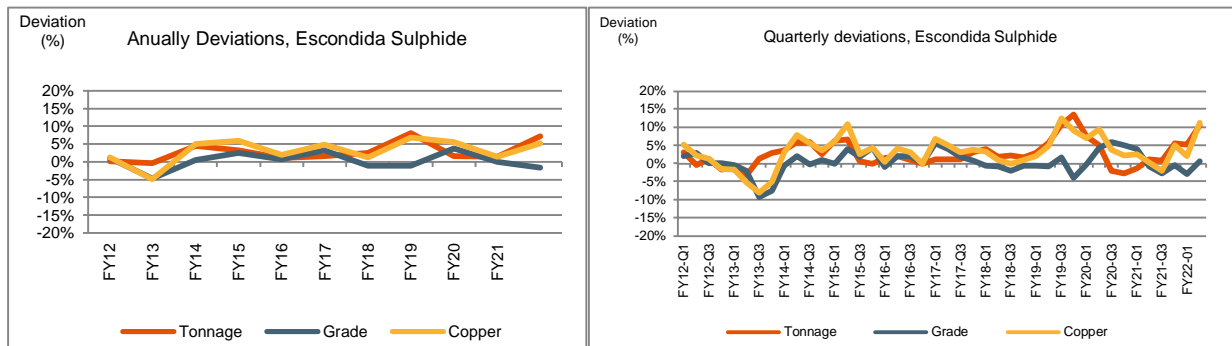 Deviation
(%)
Anually Deviations, Escondida Sulphide
20%
15%
10%
5%
0%
-5%
-10%
-15%
-20%
FY12
FY13
FY14
FY15
FY16
FY17
FY18
FY19
FY20
FY21
Tonnage
Grade
Copper
Deviation
(%)
Quarterly deviations, Escondida Sulphide
20%
15%
10%
5%
0%
-5%
-10%
-15%
-20%
FY12-Q1
FY12-Q3
FY13-Q1
FY13-Q3
FY14-Q1
FY14-Q3
FY15-Q1
FY15-Q3
FY16-Q1
FY16-Q3
FY17-Q1
FY17-Q3
FY18-Q1
FY18-Q3
FY19-Q1
FY19-Q3
FY20-Q1
FY20-Q3
FY21-Q1
FY21-Q3
FY22-01
Tonnage
Grade
Copper